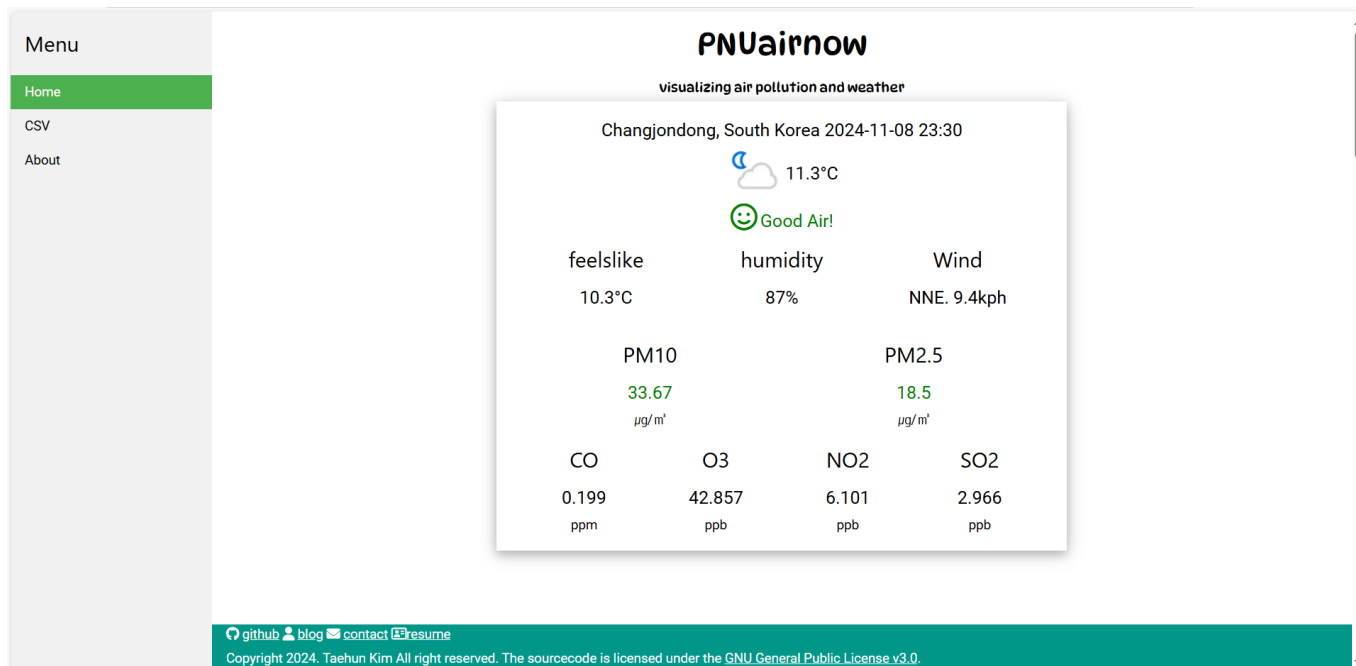 Menu
Home
CSV
About
PNUairnow
visualizing air pollution and weather
Changjondong, South Korea 2024-11-08 23:30
11.3°C
Good Air!
feelslike humidity Wind
10.3°C 87% NNE. 9.4kph
PM10 PM2.5
33.67 18.5
㎍/㎥ ㎍/㎥
CO O3 NO2 SO2
0.199 42.857 6.101 2.966
ppm ppb ppb ppb
github blog contact resume
Copyright 2024. Taehun Kim All right reserved. The sourcecode is licensed under the GNU General Public License v3.0.